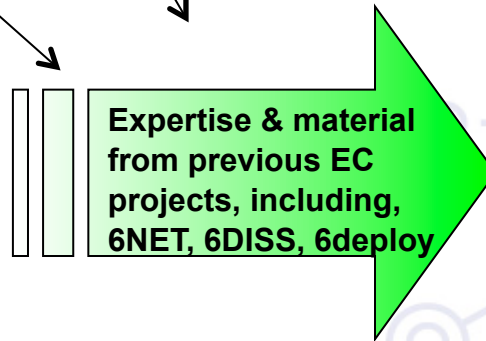 Expertise & material
from previous EC
projects, including,
6NET, 6DISS, 6deploy